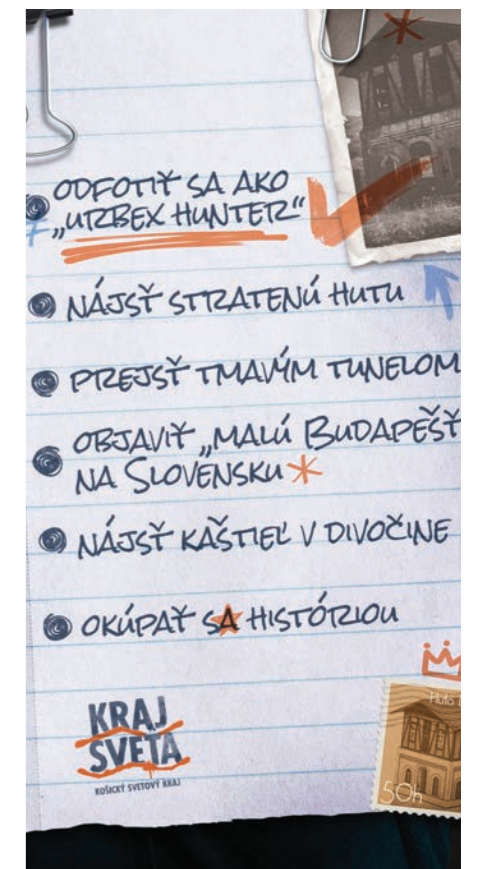 ODFOTIŤ SA AKO
„URBEX HUNTER“
NÁJSŤ STRATENÚ HUTU
PREJSŤ TMAVÝM TUNELOM
OBJAVIŤ „MALÚ BUDAPEŠŤ
NA SLOVENSKU*
NÁJSŤ KAŠTIEĽ V DIVOČINE
OKÚPAŤ SA HISTÓRIOU
KRAJ
SVETA
KOŠICKÝ SVETOVÝ KRAJ
Huta
50h